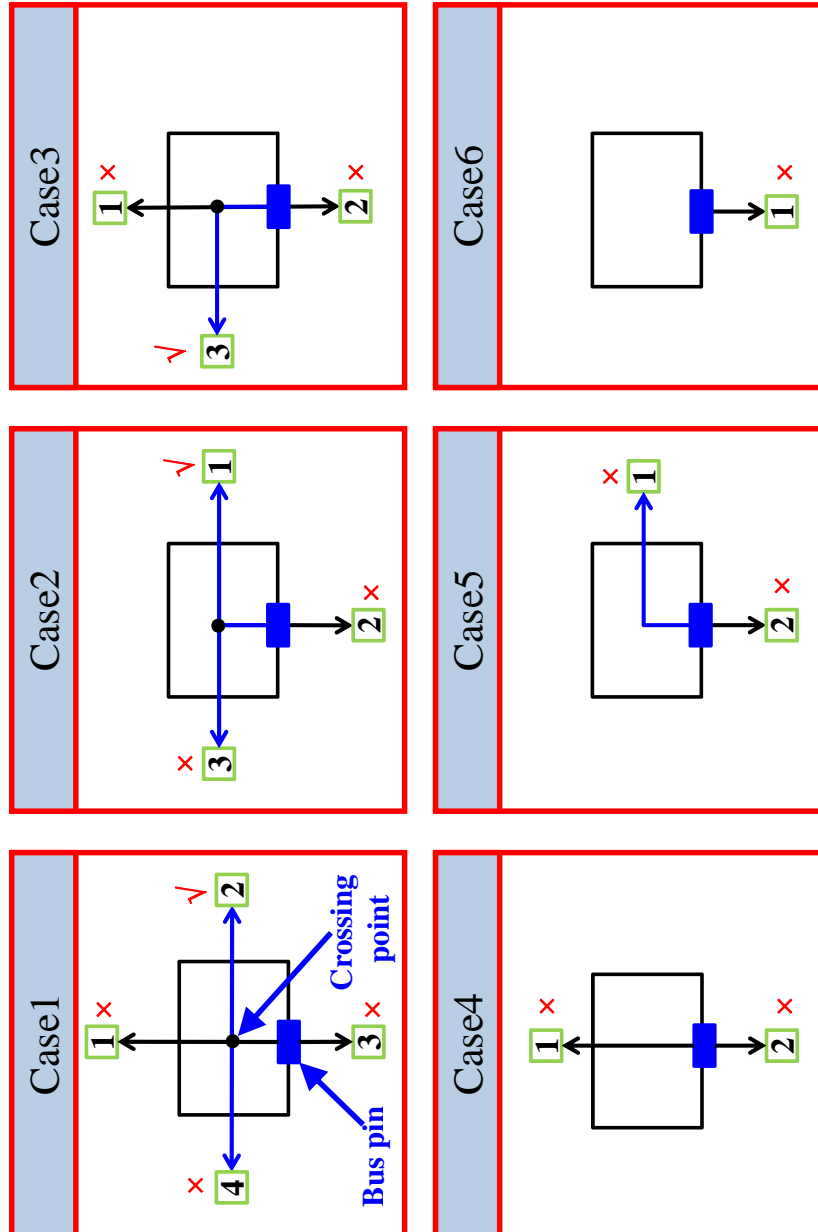 Case1
1 ×
× √
4 2
Crossing
point
Bus pin
3 ×
Case2
× √
3 1
2 ×
Case3
1 ×
√
3
2 ×
Case4
1 ×
2 ×
Case5
×
1
2 ×
Case6
1 ×